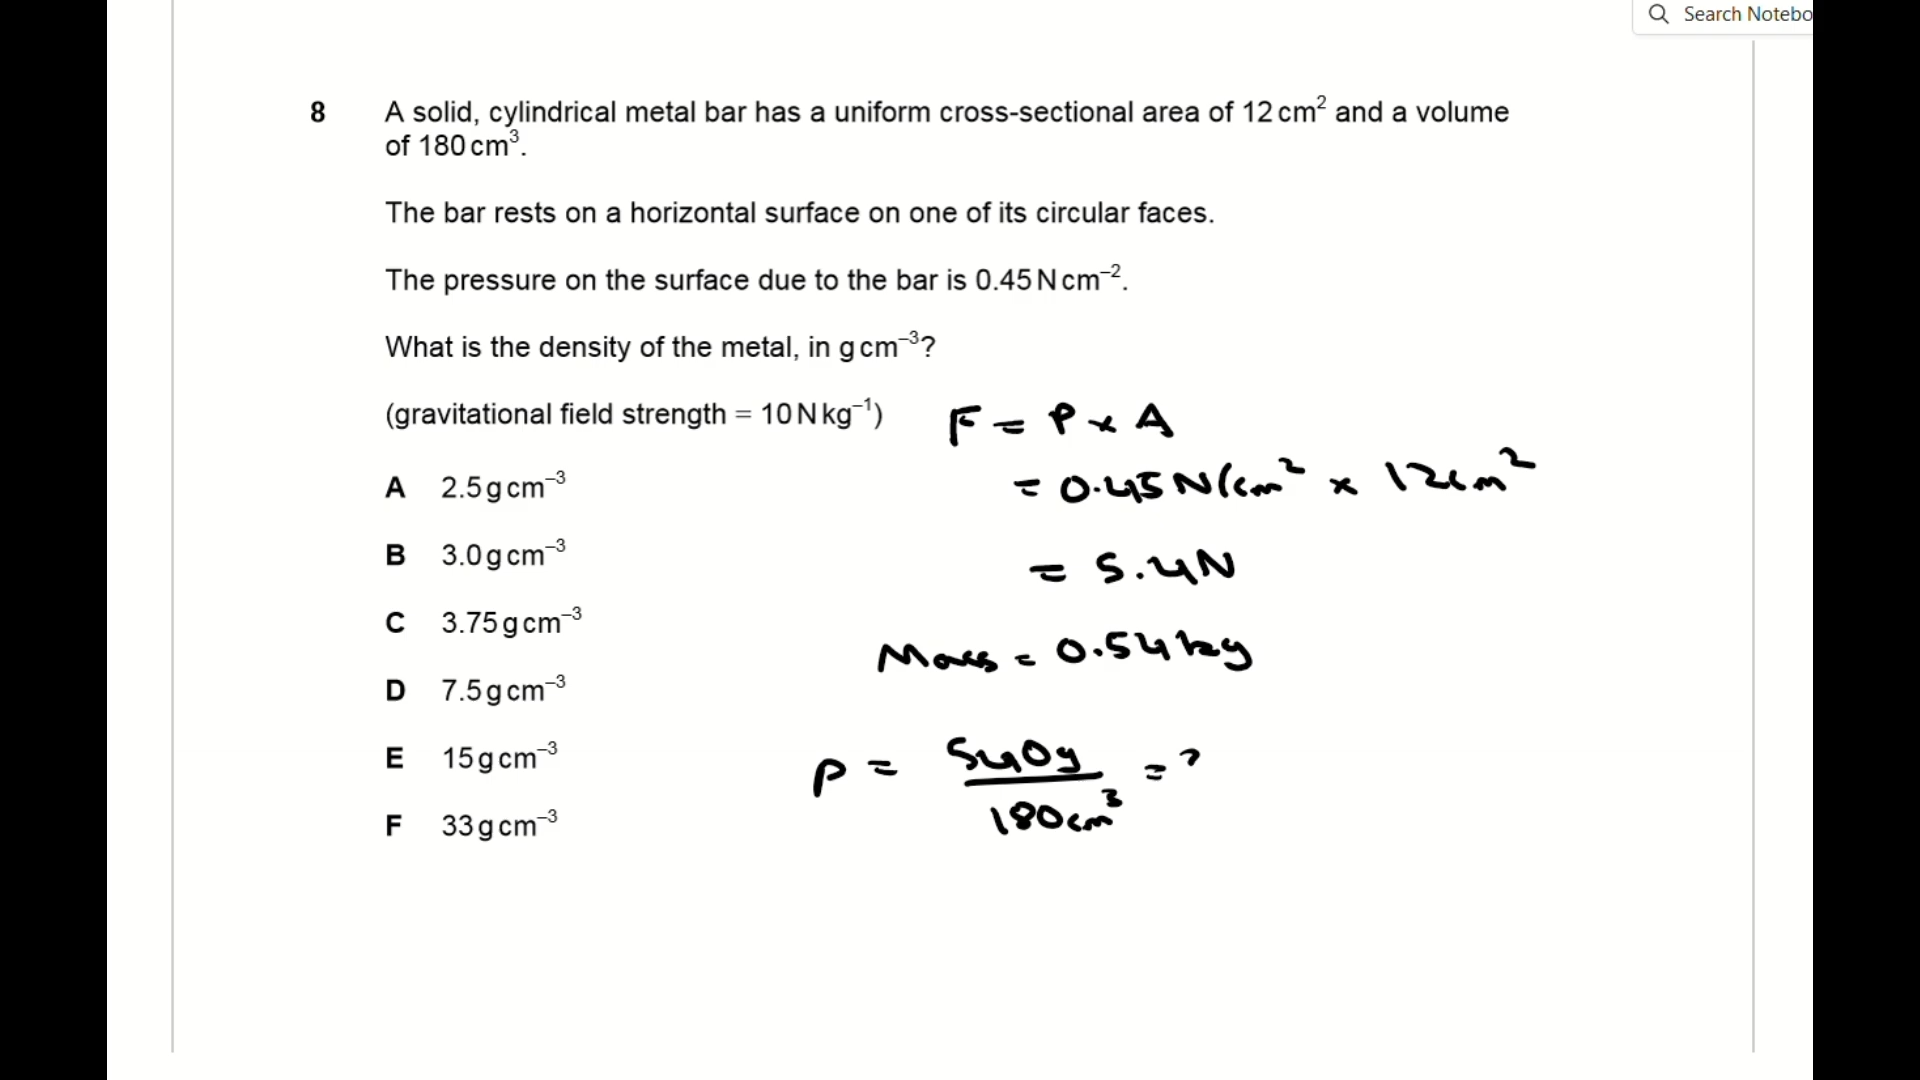 Search Notebo
8 A solid, cylindrical metal bar has a uniform cross-sectional area of 12 cm² and a volume
of 180 cm³.
The bar rests on a horizontal surface on one of its circular faces.
The pressure on the surface due to the bar is 0.45 N cm⁻².
What is the density of the metal, in g cm⁻³?
(gravitational field strength = 10 N kg⁻¹)
F = P × A
= 0.45 N/cm² × 12cm²
A 2.5 g cm⁻³
B 3.0 g cm⁻³
= 5.4N
C 3.75 g cm⁻³
Mass = 0.54kg
D 7.5 g cm⁻³
E 15 g cm⁻³
ρ = 540g / 180cm³ =
F 33 g cm⁻³